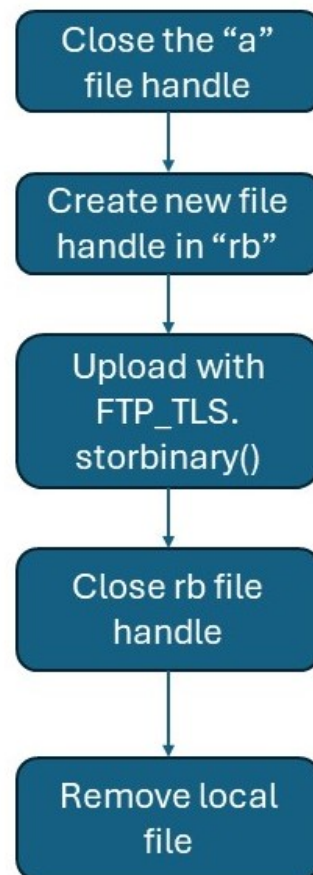 Close the “a”
file handle
Create new file
handle in “rb”
Upload with
FTP_TLS.
storbinary()
Close rb file
handle
Remove local
file